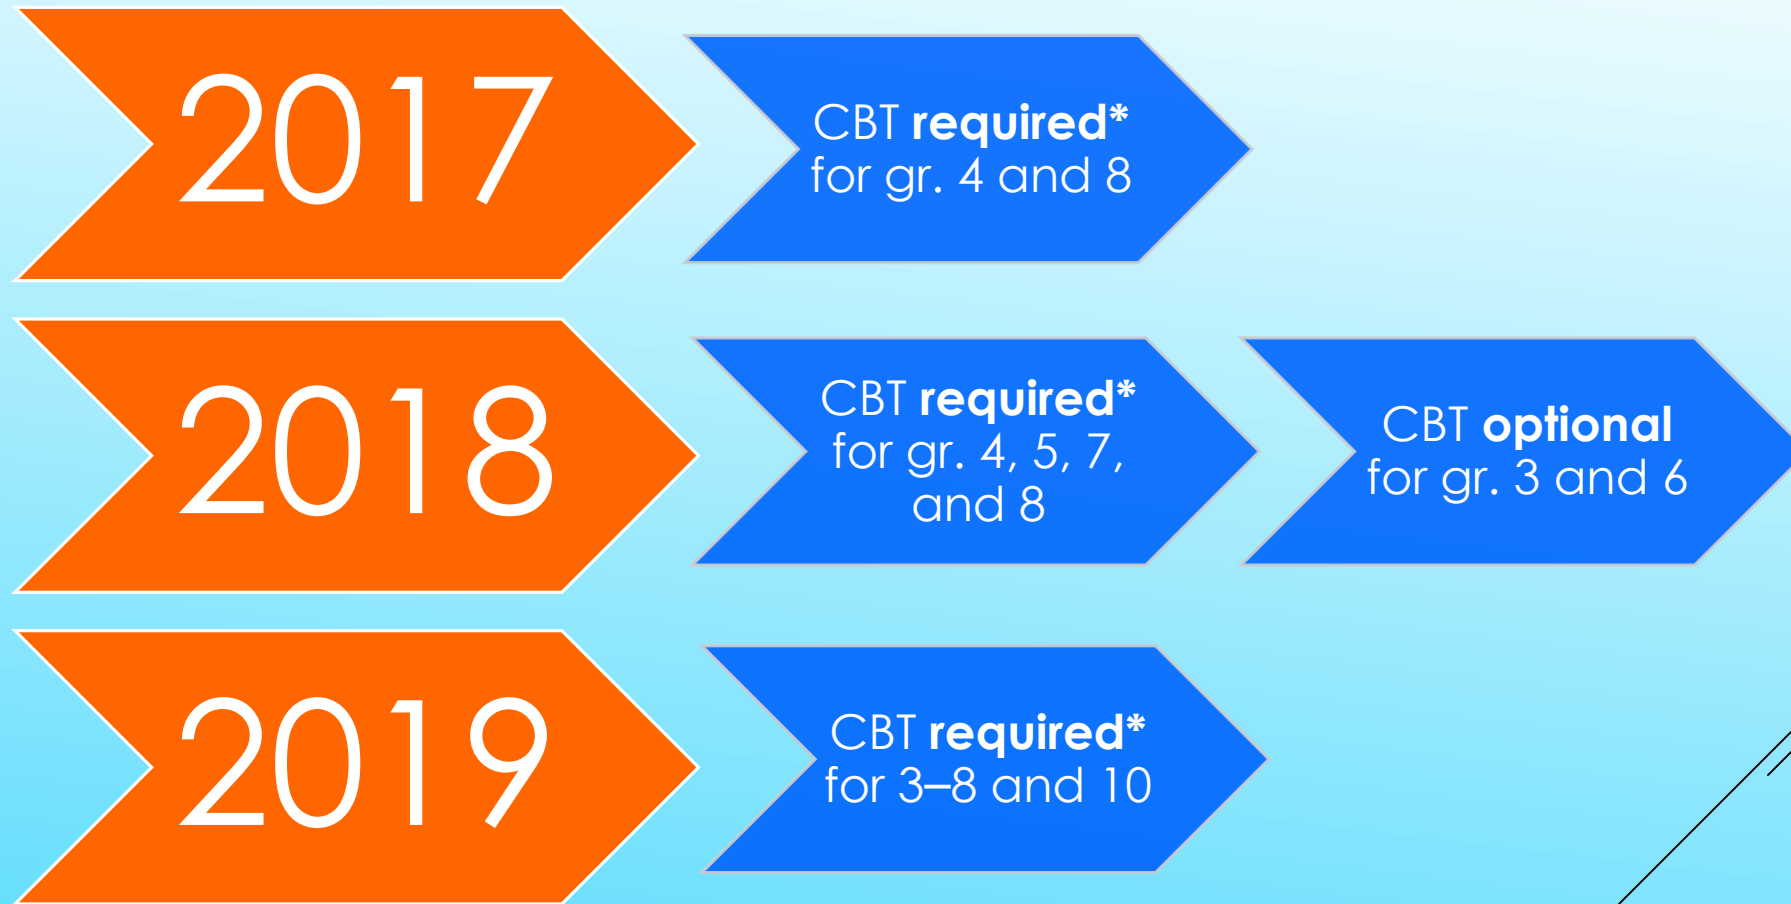 2017
CBT required*
for gr. 4 and 8
2018
CBT required*
for gr. 4, 5, 7,
and 8
CBT optional
for gr. 3 and 6
2019
CBT required*
for 3–8 and 10